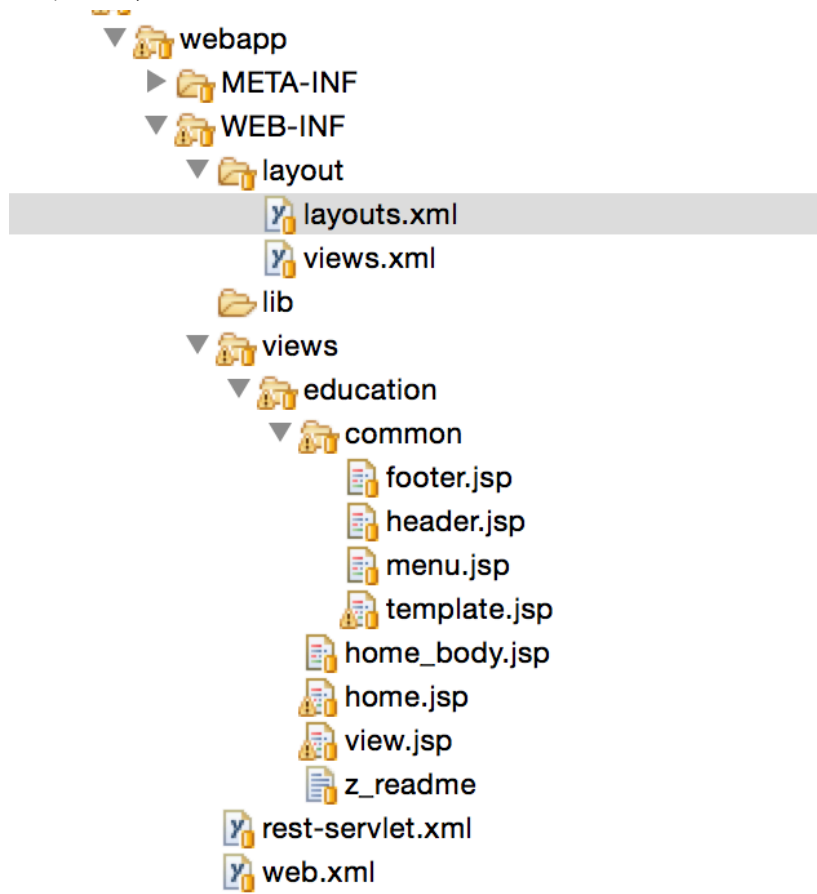 webapp
META-INF
WEB-INF
layout
layouts.xml
views.xml
lib
views
education
common
footer.jsp
header.jsp
menu.jsp
template.jsp
home_body.jsp
home.jsp
view.jsp
z_readme
rest-servlet.xml
web.xml